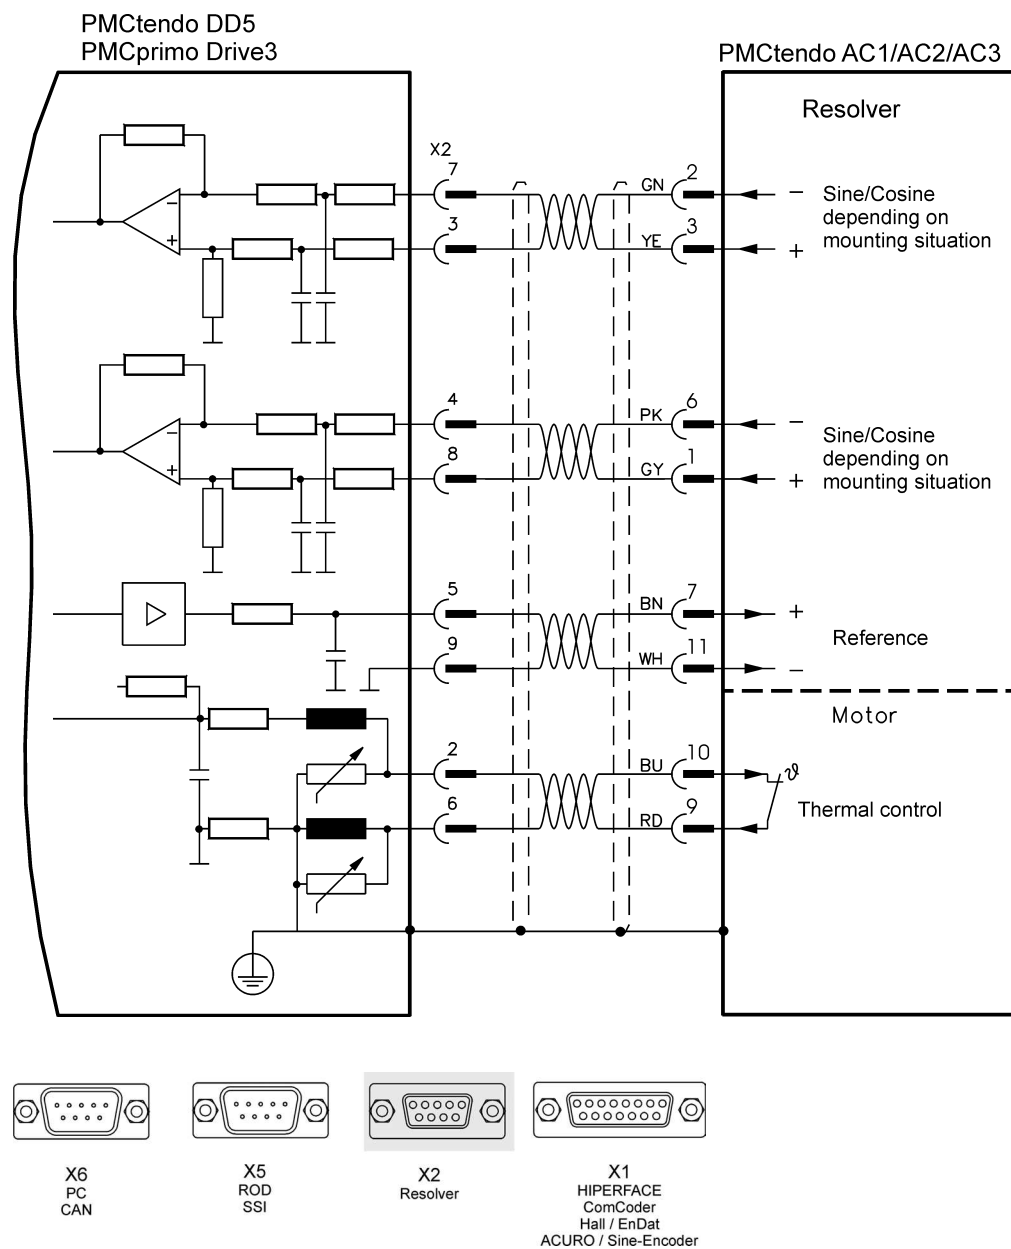 PMCtendo DD5
PMCprimo Drive3
PMCtendo AC1/AC2/AC3
Resolver
X2
7
GN
2
−
Sine/Cosine
depending on
mounting situation
−
+
3
YE
3
+
4
PK
6
−
Sine/Cosine
depending on
mounting situation
−
+
8
GY
1
+
5
BN
7
+
Reference
9
WH
11
−
Motor
2
BU
10
ϑ
Thermal control
6
RD
9
X6
PC
CAN
X5
ROD
SSI
X2
Resolver
X1
HIPERFACE
ComCoder
Hall / EnDat
ACURO / Sine-Encoder